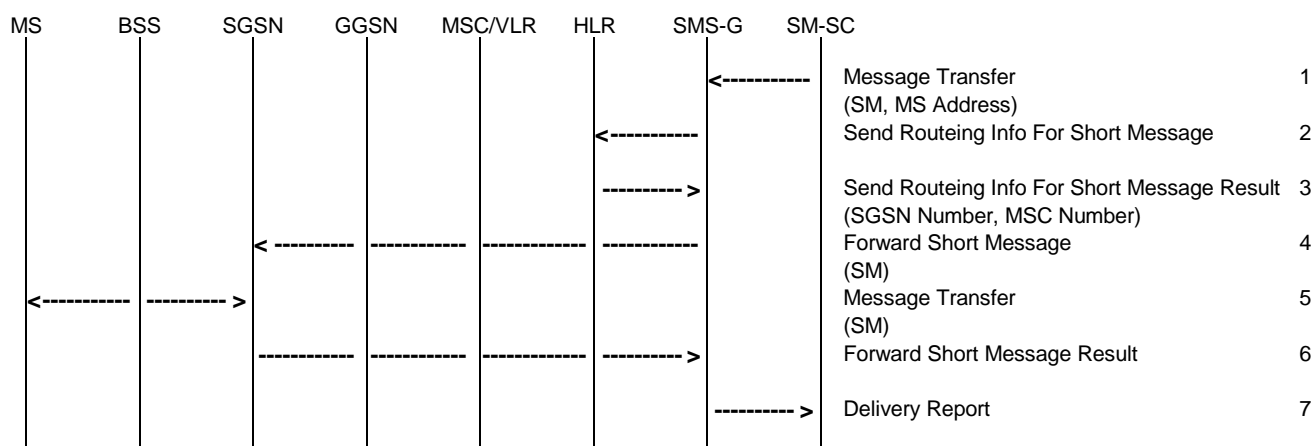 MS BSS SGSN GGSN MSC/VLR HLR SMS-G SM-SC
Message Transfer 1
(SM, MS Address)
Send Routeing Info For Short Message 2
Send Routeing Info For Short Message Result 3
(SGSN Number, MSC Number)
Forward Short Message 4
(SM)
Message Transfer 5
(SM)
Forward Short Message Result 6
Delivery Report 7